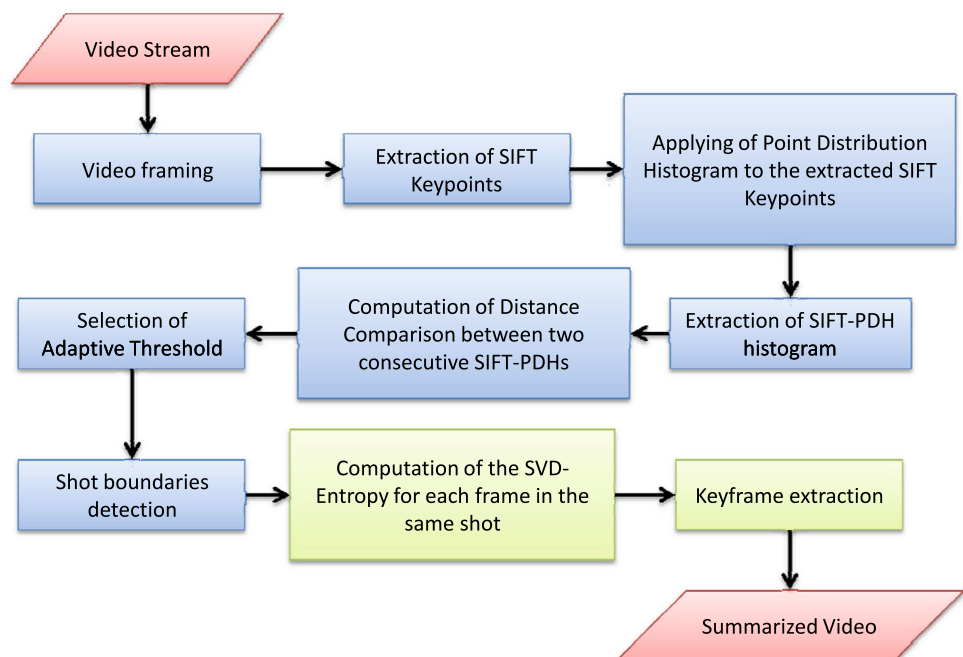 Video Stream
Video framing
Extraction of SIFT
Keypoints
Applying of Point Distribution
Histogram to the extracted SIFT
Keypoints
Selection of
Adaptive Threshold
Computation of Distance
Comparison between two
consecutive SIFT-PDHs
Extraction of SIFT-PDH
histogram
Shot boundaries
detection
Computation of the SVD-
Entropy for each frame in the
same shot
Keyframe extraction
Summarized Video